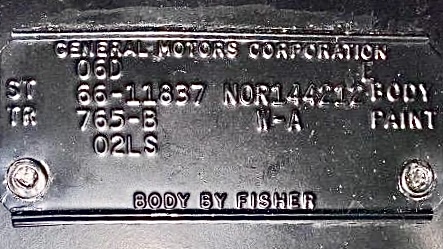 GENERAL MOTORS CORPORATION
06D E
ST 66-11837 NOR144212 BODY
TR 765-B W-A PAINT
02LS
BODY BY FISHER